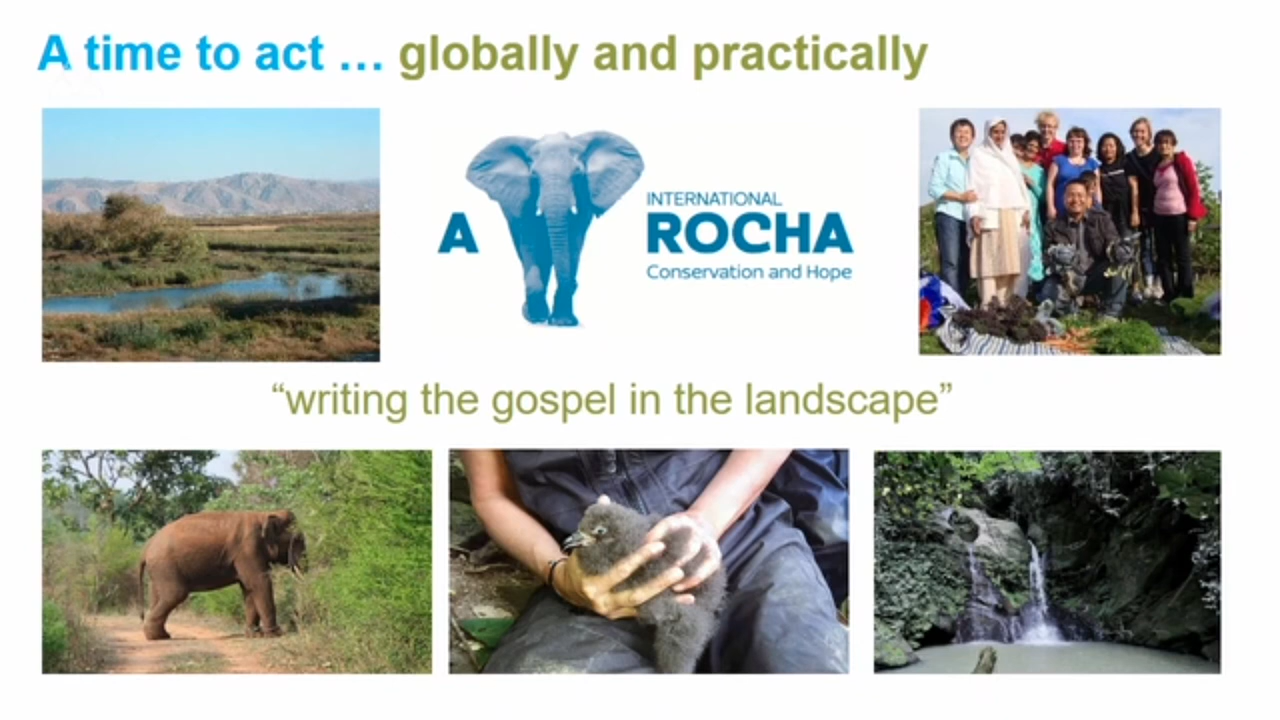 A time to act … globally and practically
INTERNATIONAL
A ROCHA
Conservation and Hope
“writing the gospel in the landscape”